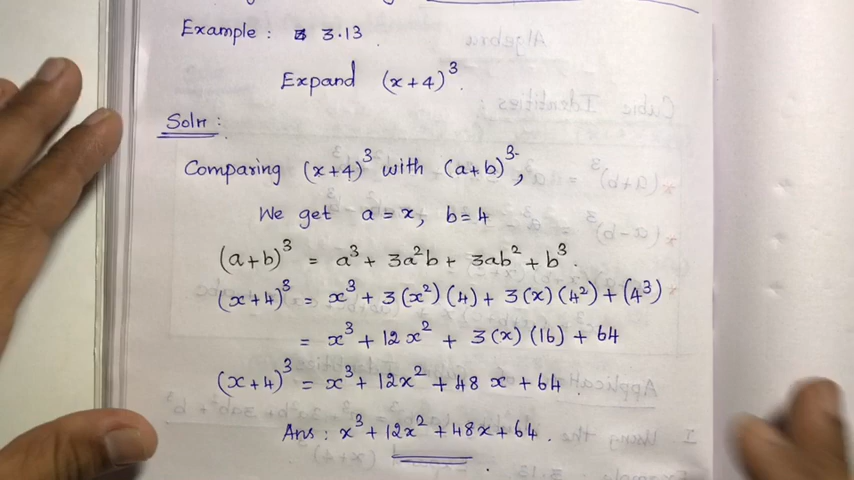 Example : 3.13
Expand (x+4)³.
Soln :
Comparing (x+4)³ with (a+b)³,
We get a = x, b = 4
(a+b)³ = a³ + 3a²b + 3ab² + b³.
(x+4)³ = x³ + 3(x²)(4) + 3(x)(4²) + (4³)
= x³ + 12x² + 3(x)(16) + 64
(x+4)³ = x³ + 12x² + 48x + 64.
Ans : x³ + 12x² + 48x + 64.